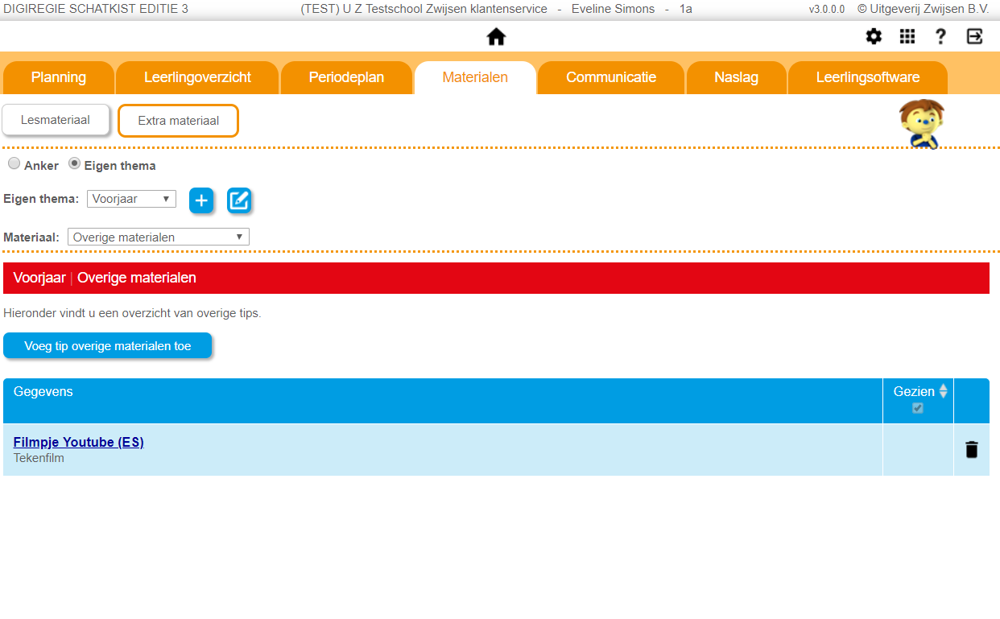 DIGIREGIE SCHATKIST EDITIE 3 (TEST) U Z Testschool Zwijsen klantenservice - Eveline Simons - 1a v3.0.0.0 © Uitgeverij Zwijsen B.V.
Planning Leerlingoverzicht Periodeplan Materialen Communicatie Naslag Leerlingsoftware
Lesmateriaal Extra materiaal
Anker Eigen thema
Eigen thema: Voorjaar
Materiaal: Overige materialen
Voorjaar | Overige materialen
Hieronder vindt u een overzicht van overige tips.
Voeg tip overige materialen toe
Gegevens Gezien
Filmpje Youtube (ES)
Tekenfilm